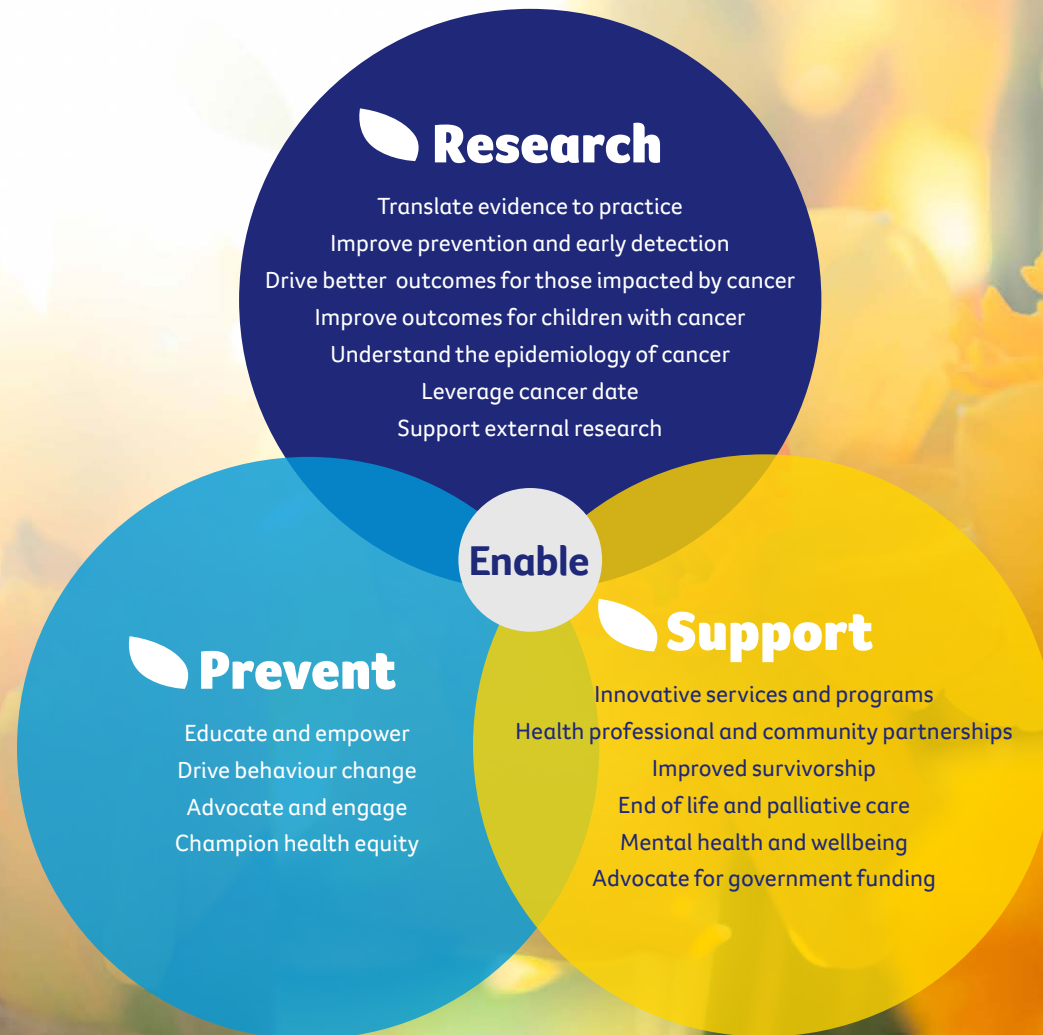 Research
Translate evidence to practice
Improve prevention and early detection
Drive better  outcomes for those impacted by cancer
Improve outcomes for children with cancer
Understand the epidemiology of cancer
Leverage cancer date
Support external research
Enable
Prevent
Educate and empower
Drive behaviour change
Advocate and engage
Champion health equity
Support
Innovative services and programs
Health professional and community partnerships
Improved survivorship
End of life and palliative care
Mental health and wellbeing
Advocate for government funding